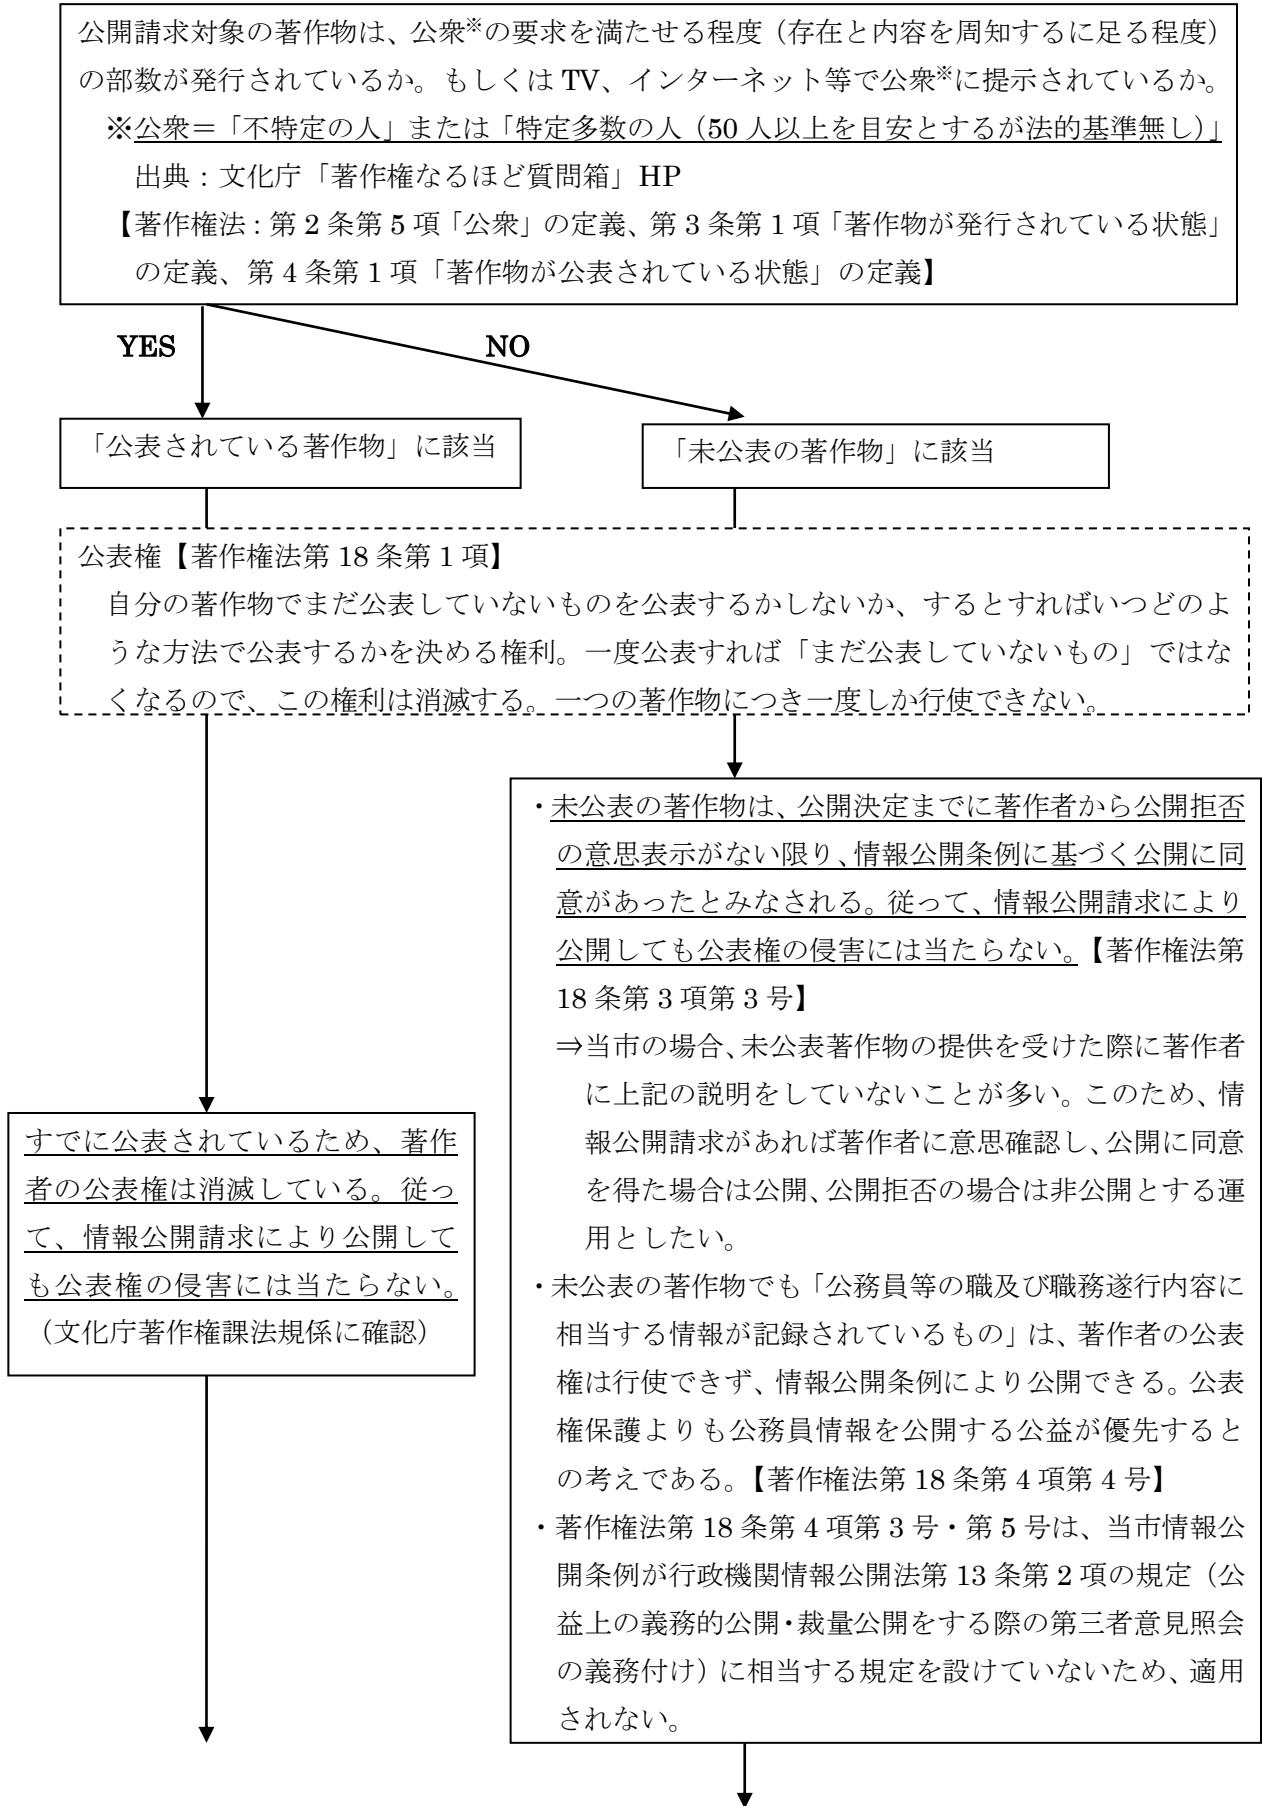 公開請求対象の著作物は、公衆※の要求を満たせる程度（存在と内容を周知するに足る程度）
の部数が発行されているか。もしくは TV、インターネット等で公衆※に提示されているか。
※公衆＝「不特定の人」または「特定多数の人（50 人以上を目安とするが法的基準無し）」
出典：文化庁「著作権なるほど質問箱」HP
【著作権法：第 2 条第 5 項「公衆」の定義、第 3 条第 1 項「著作物が発行されている状態」
の定義、第 4 条第 1 項「著作物が公表されている状態」の定義】
YES
NO
「公表されている著作物」に該当
「未公表の著作物」に該当
公表権【著作権法第 18 条第 1 項】
自分の著作物でまだ公表していないものを公表するかしないか、するとすればいつどのよ
うな方法で公表するかを決める権利。一度公表すれば「まだ公表していないもの」ではな
くなるので、この権利は消滅する。一つの著作物につき一度しか行使できない。
・未公表の著作物は、公開決定までに著作者から公開拒否
の意思表示がない限り、情報公開条例に基づく公開に同
意があったとみなされる。従って、情報公開請求により
公開しても公表権の侵害には当たらない。【著作権法第
18 条第 3 項第 3 号】
⇒当市の場合、未公表著作物の提供を受けた際に著作者
に上記の説明をしていないことが多い。このため、情
報公開請求があれば著作者に意思確認し、公開に同意
を得た場合は公開、公開拒否の場合は非公開とする運
用としたい。
・未公表の著作物でも「公務員等の職及び職務遂行内容に
相当する情報が記録されているもの」は、著作者の公表
権は行使できず、情報公開条例により公開できる。公表
権保護よりも公務員情報を公開する公益が優先すると
の考えである。【著作権法第 18 条第 4 項第 4 号】
・著作権法第 18 条第 4 項第 3 号・第 5 号は、当市情報公
開条例が行政機関情報公開法第 13 条第 2 項の規定（公
益上の義務的公開・裁量公開をする際の第三者意見照会
の義務付け）に相当する規定を設けていないため、適用
されない。
すでに公表されているため、著作
者の公表権は消滅している。従っ
て、情報公開請求により公開して
も公表権の侵害には当たらない。
（文化庁著作権課法規係に確認）